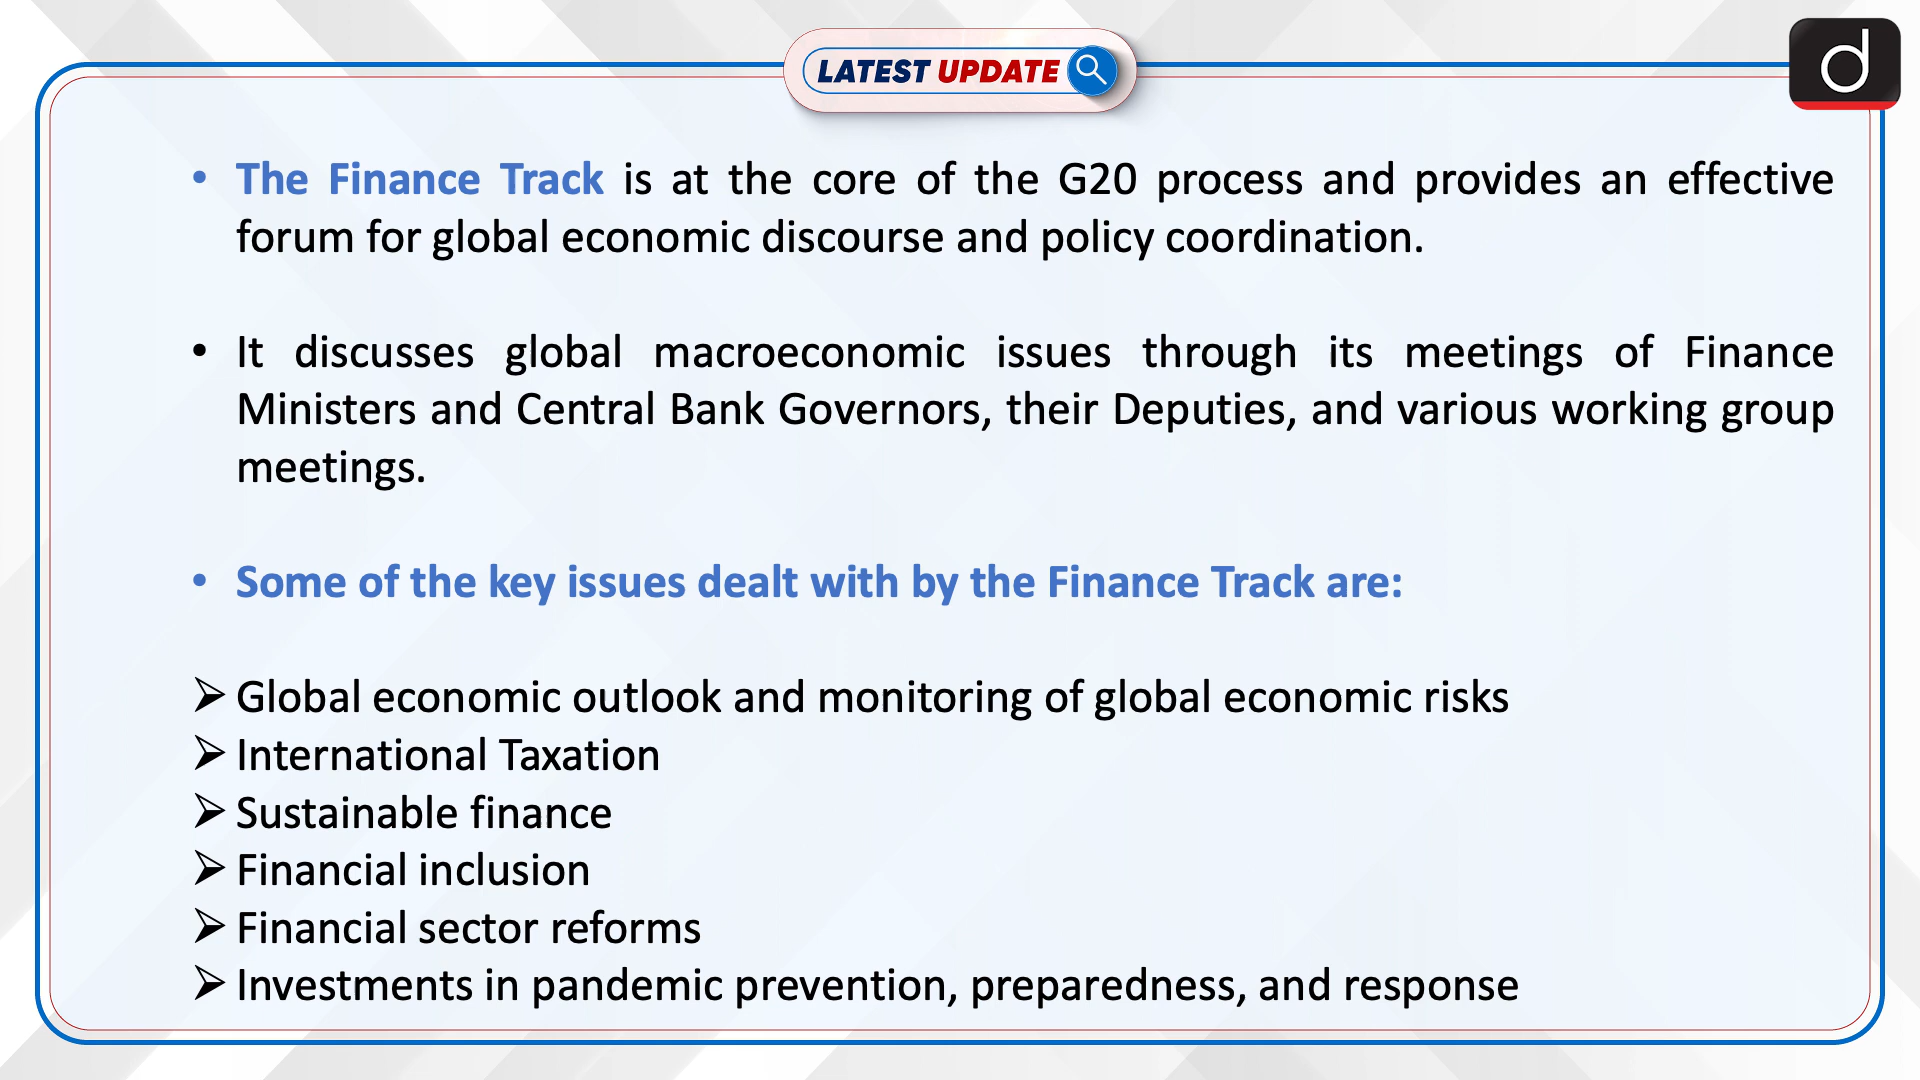 LATEST UPDATE
d
• The Finance Track is at the core of the G20 process and provides an effective
forum for global economic discourse and policy coordination.
• It discusses global macroeconomic issues through its meetings of Finance
Ministers and Central Bank Governors, their Deputies, and various working group
meetings.
• Some of the key issues dealt with by the Finance Track are:
➢ Global economic outlook and monitoring of global economic risks
➢ International Taxation
➢ Sustainable finance
➢ Financial inclusion
➢ Financial sector reforms
➢ Investments in pandemic prevention, preparedness, and response